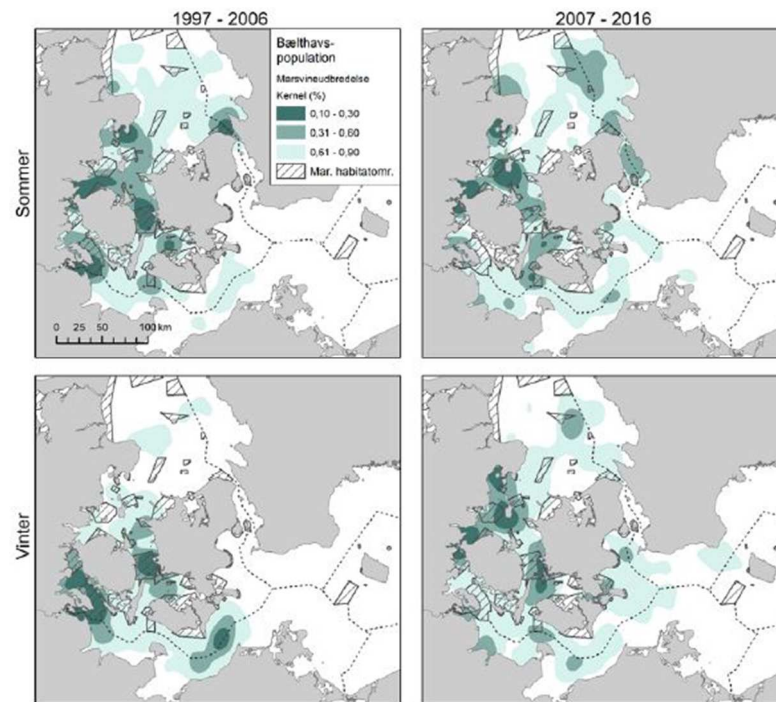 1997 - 2006
2007 - 2016
Sommer
Bælthavs-
population
Marsvineudbredelse
Kernel (%)
0,10 - 0,30
0,31 - 0,60
0,61 - 0,90
Mar. habitatomr.
0 25 50 100 km
Vinter